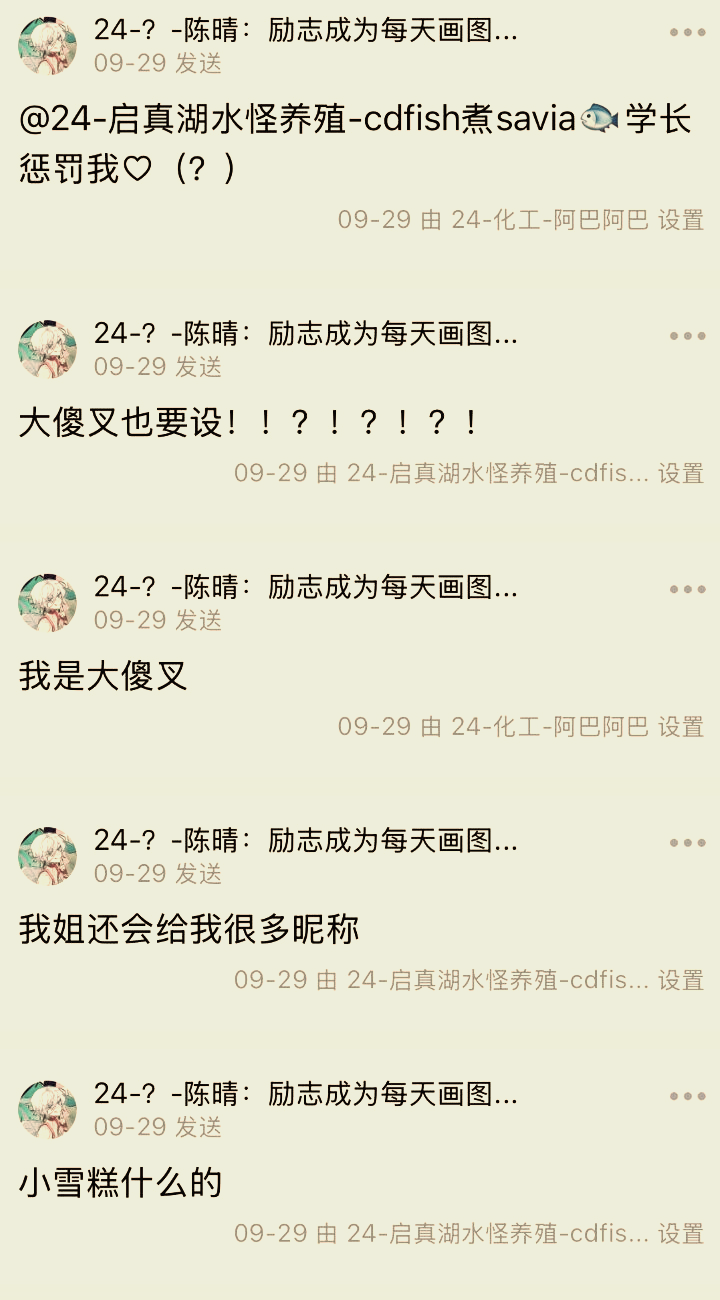 24-？-陈晴：励志成为每天画图...
09-29 发送
@24-启真湖水怪养殖-cdfish煮savia🐟学长
惩罚我♡（？）
09-29 由 24-化工-阿巴阿巴 设置
24-？-陈晴：励志成为每天画图...
09-29 发送
大傻叉也要设！！？！？！？！
09-29 由 24-启真湖水怪养殖-cdfis... 设置
24-？-陈晴：励志成为每天画图...
09-29 发送
我是大傻叉
09-29 由 24-化工-阿巴阿巴 设置
24-？-陈晴：励志成为每天画图...
09-29 发送
我姐还会给我很多昵称
09-29 由 24-启真湖水怪养殖-cdfis... 设置
24-？-陈晴：励志成为每天画图...
09-29 发送
小雪糕什么的
09-29 由 24-启真湖水怪养殖-cdfis... 设置